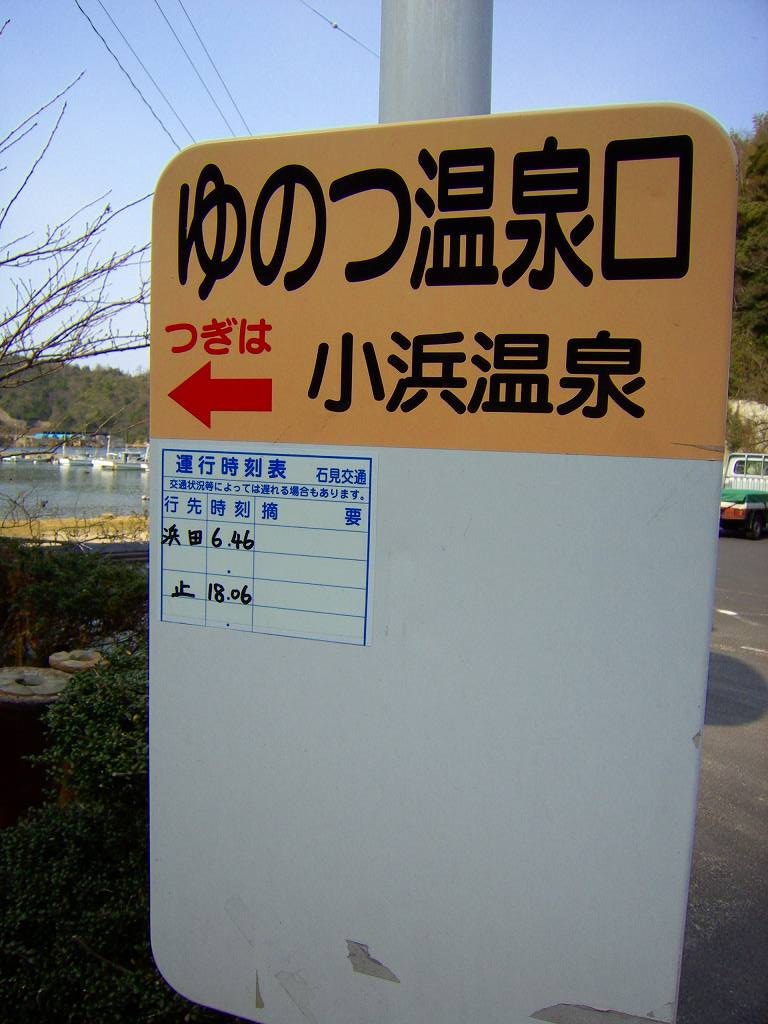 ゆのつ温泉口
つぎは
小浜温泉
運行時刻表 石見交通
交通状況等によっては遅れる場合もあります。
行先 時刻 摘要
浜田 6.46
止 18.06